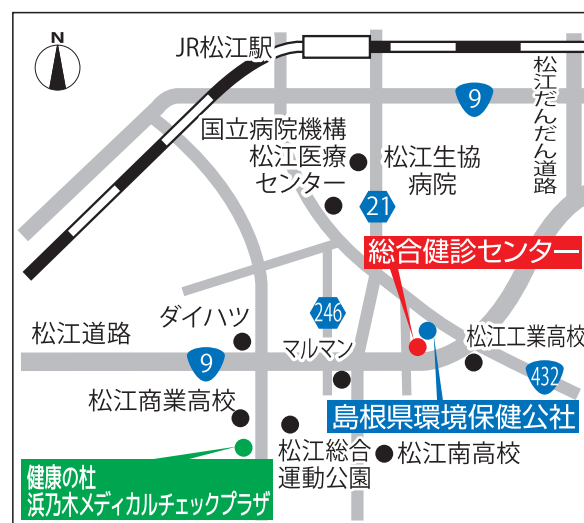 N
JR松江駅
9
松江だんだん道路
国立病院機構
松江医療
センター
松江生協
病院
21
総合健診センター
246
ダイハツ
松江道路
マルマン
松江工業高校
9
432
松江商業高校
島根県環境保健公社
松江総合
運動公園
松江南高校
健康の杜
浜乃木メディカルチェックプラザ